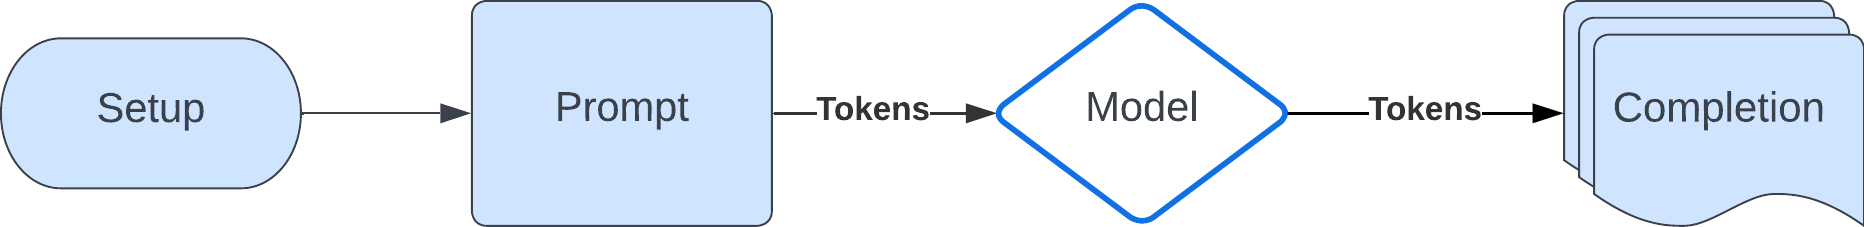 Setup
Prompt
Tokens
Model
Tokens
Completion